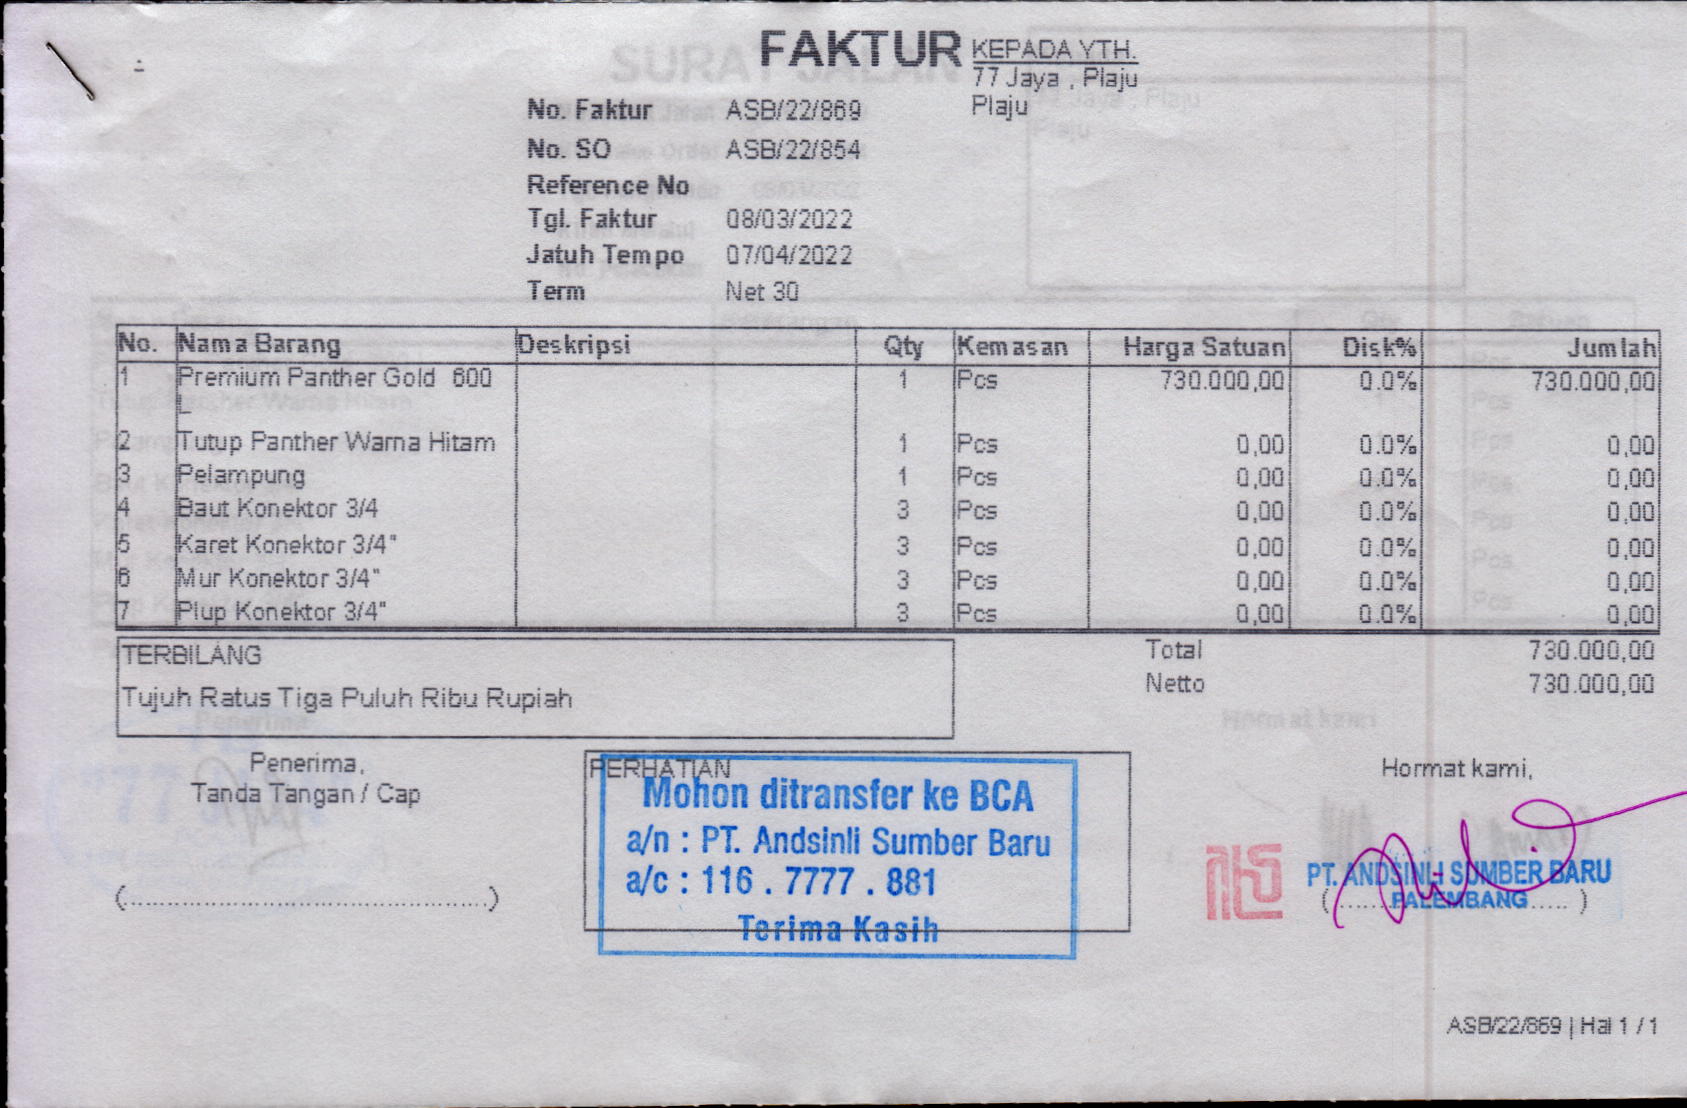 FAKTUR
KEPADA YTH.
77 Jaya , Plaju
Plaju
No. Faktur ASB/22/869
No. SO ASB/22/854
Reference No
Tgl. Faktur 08/03/2022
Jatuh Tempo 07/04/2022
Term Net 30
No. Nama Barang Deskripsi Qty Kemasan Harga Satuan Disk% Jumlah
1 Premium Panther Gold 600 1 Pcs 730.000,00 0.0% 730.000,00
L
2 Tutup Panther Warna Hitam 1 Pcs 0,00 0.0% 0,00
3 Pelampung 1 Pcs 0,00 0.0% 0,00
4 Baut Konektor 3/4 3 Pcs 0,00 0.0% 0,00
5 Karet Konektor 3/4" 3 Pcs 0,00 0.0% 0,00
6 Mur Konektor 3/4" 3 Pcs 0,00 0.0% 0,00
7 Plup Konektor 3/4" 3 Pcs 0,00 0.0% 0,00
TERBILANG
Tujuh Ratus Tiga Puluh Ribu Rupiah
Total 730.000,00
Netto 730.000,00
Penerima,
Tanda Tangan / Cap
(..............................................)
PERHATIAN
Mohon ditransfer ke BCA
a/n : PT. Andsinli Sumber Baru
a/c : 116 . 7777 . 881
Terima Kasih
Hormat kami,
PT. ANDSINLI SUMBER BARU
PALEMBANG
ASB/22/869 | Hal 1 / 1
SURAT JALAN
77 Jaya , Plaju
Plaju